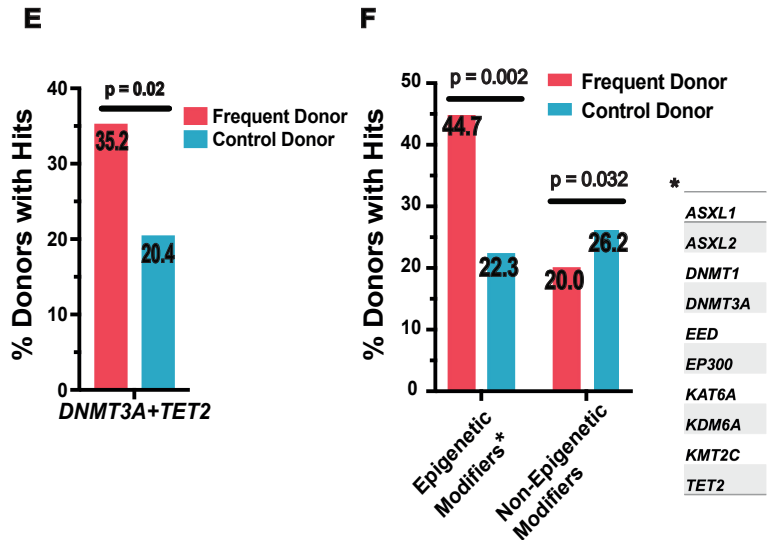 E
p = 0.02
% Donors with Hits
40
30
20
10
0
35.2
20.4
Frequent Donor
Control Donor
DNMT3A+TET2
F
p = 0.002
% Donors with Hits
50
40
30
20
10
0
44.7
22.3
p = 0.032
20.0
26.2
Frequent Donor
Control Donor
Epigenetic
Modifiers*
Non-Epigenetic
Modifiers
*
ASXL1
ASXL2
DNMT1
DNMT3A
EED
EP300
KAT6A
KDM6A
KMT2C
TET2